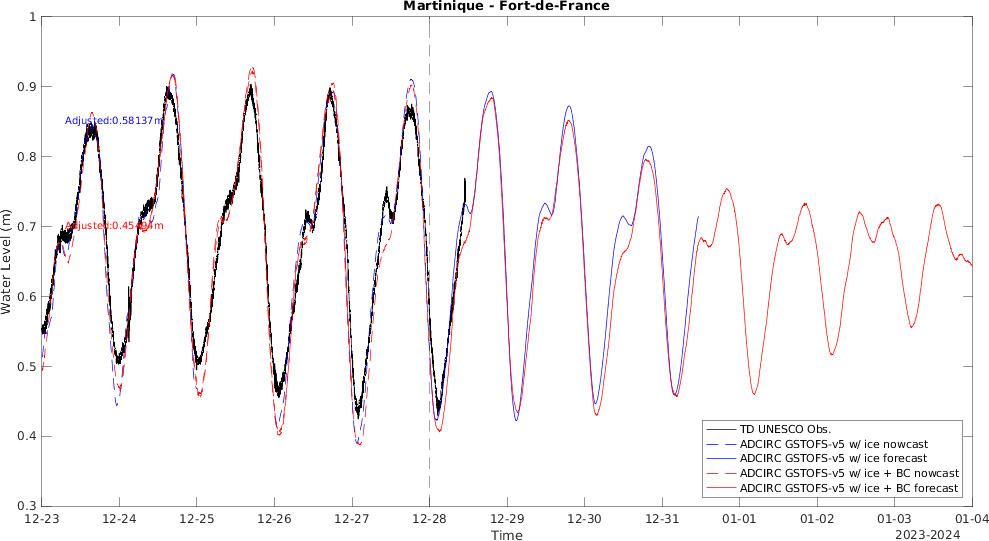 Martinique - Fort-de-France
1
0.9
0.8
0.7
0.6
0.5
0.4
0.3
Water Level (m)
Adjusted:0.58137m
Adjusted:0.45494m
TD UNESCO Obs.
ADCIRC GSTOFS-v5 w/ ice nowcast
ADCIRC GSTOFS-v5 w/ ice forecast
ADCIRC GSTOFS-v5 w/ ice + BC nowcast
ADCIRC GSTOFS-v5 w/ ice + BC forecast
12-23 12-24 12-25 12-26 12-27 12-28 12-29 12-30 12-31 01-01 01-02 01-03 01-04
Time
2023-2024